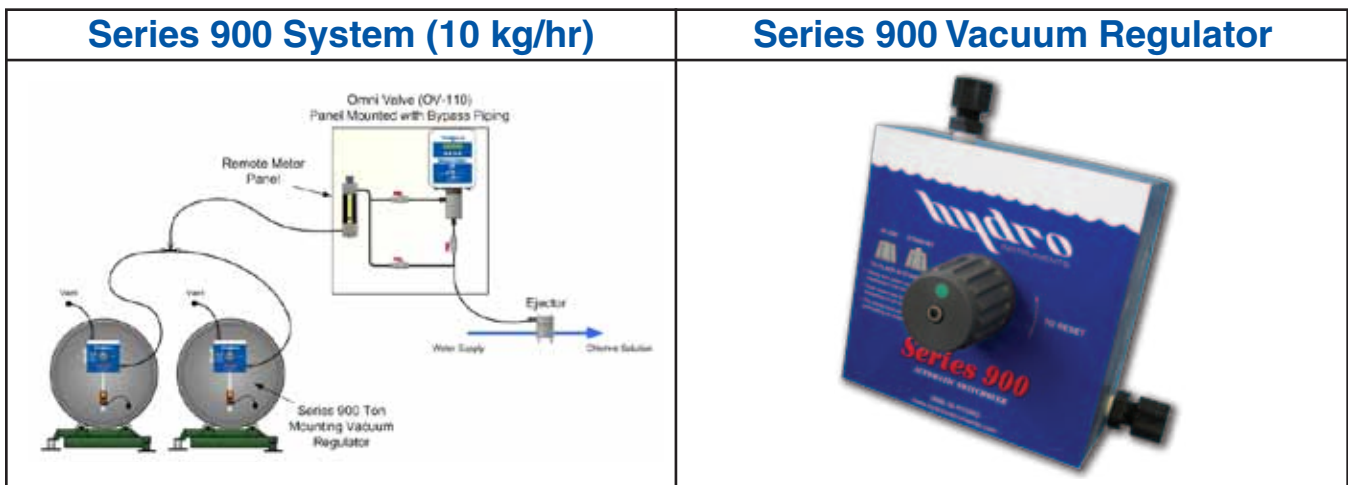 Series 900 System (10 kg/hr)
Series 900 Vacuum Regulator
Omni Valve (OV-110)
Panel Mounted with Bypass Piping
Remote Meter
Panel
Vent
Vent
Ejector
Water Supply
Chlorine Solution
Series 900 Ton
Mounting Vacuum
Regulator
hydro
INSTRUMENTS
TO RESET
Series 900
AUTOMATIC SWITCHOVER